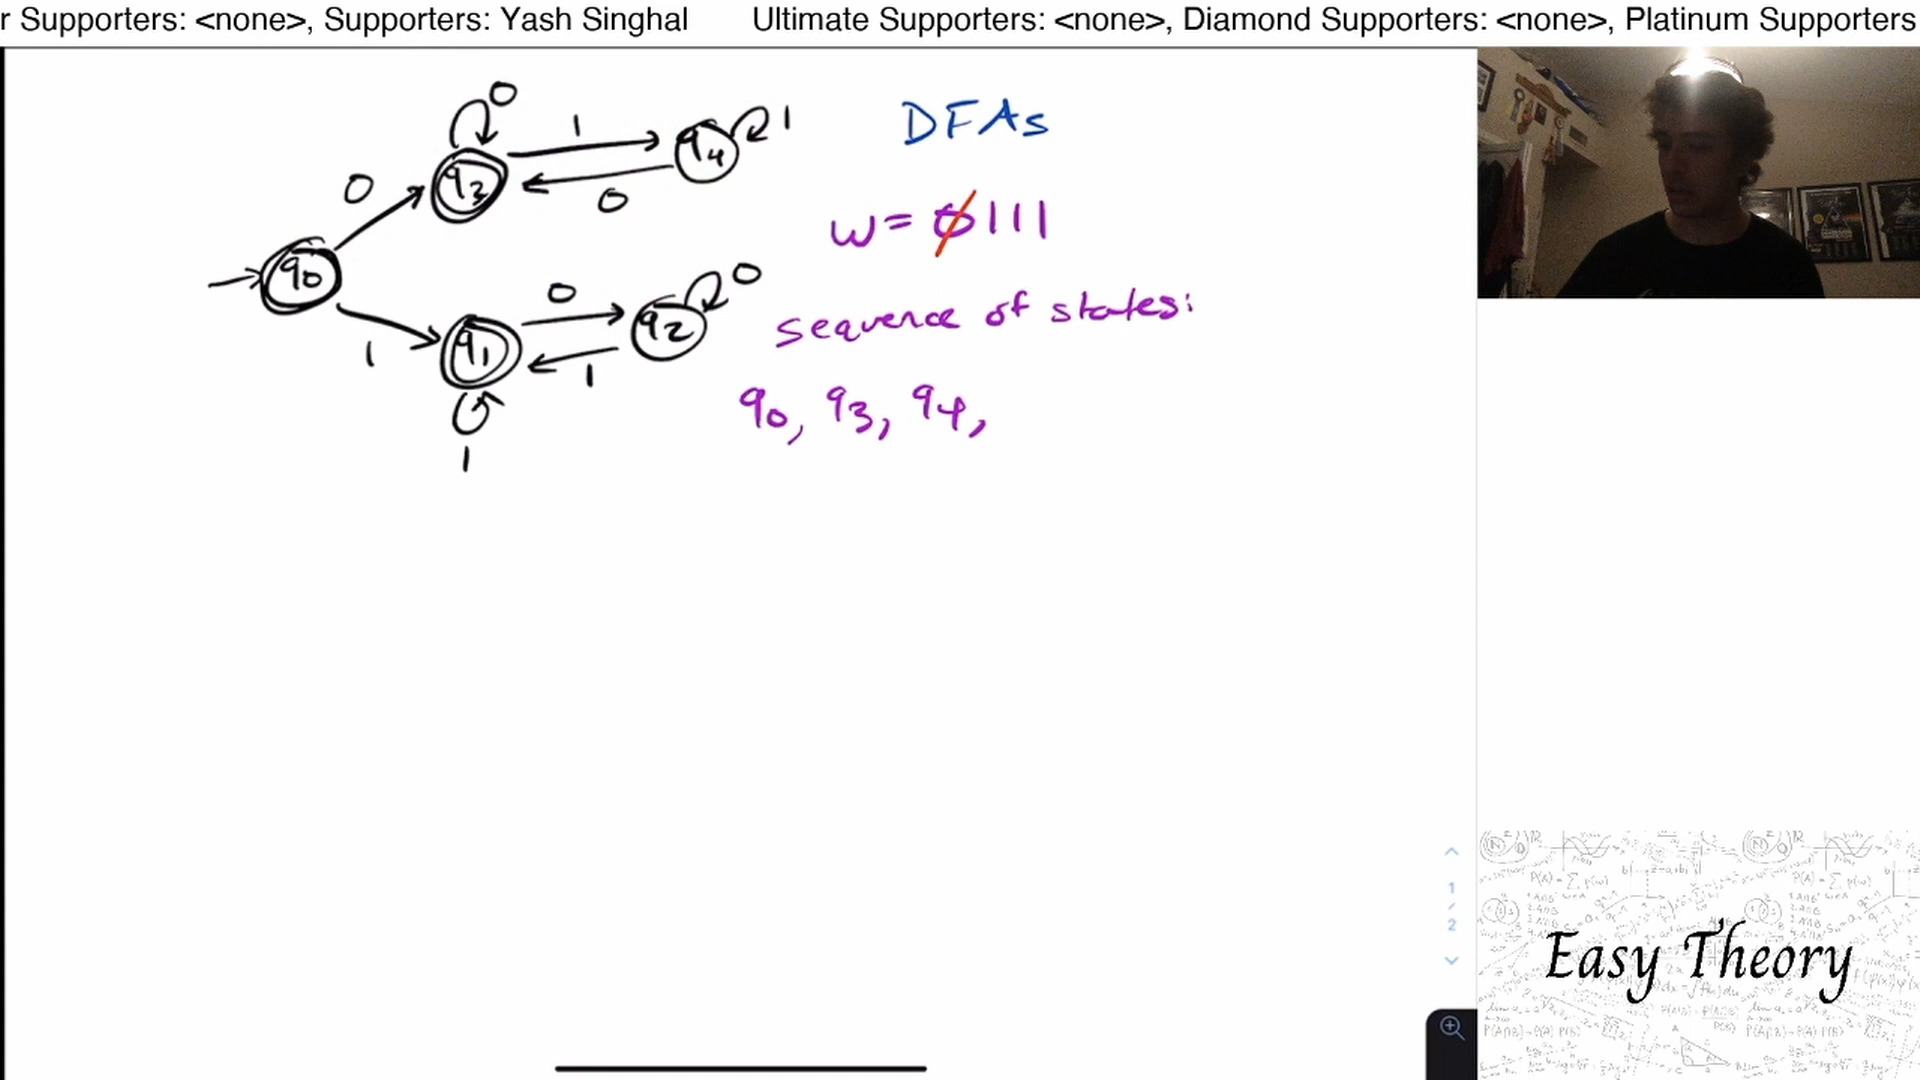 r Supporters: <none>, Supporters: Yash Singhal Ultimate Supporters: <none>, Diamond Supporters: <none>, Platinum Supporters
0
1
q4
1
DFAs
0
q3
0
w = 0111
q0
0
0
q2
sequence of states:
1
q1
1
q0, q3, q4,
1
1
2
Easy Theory